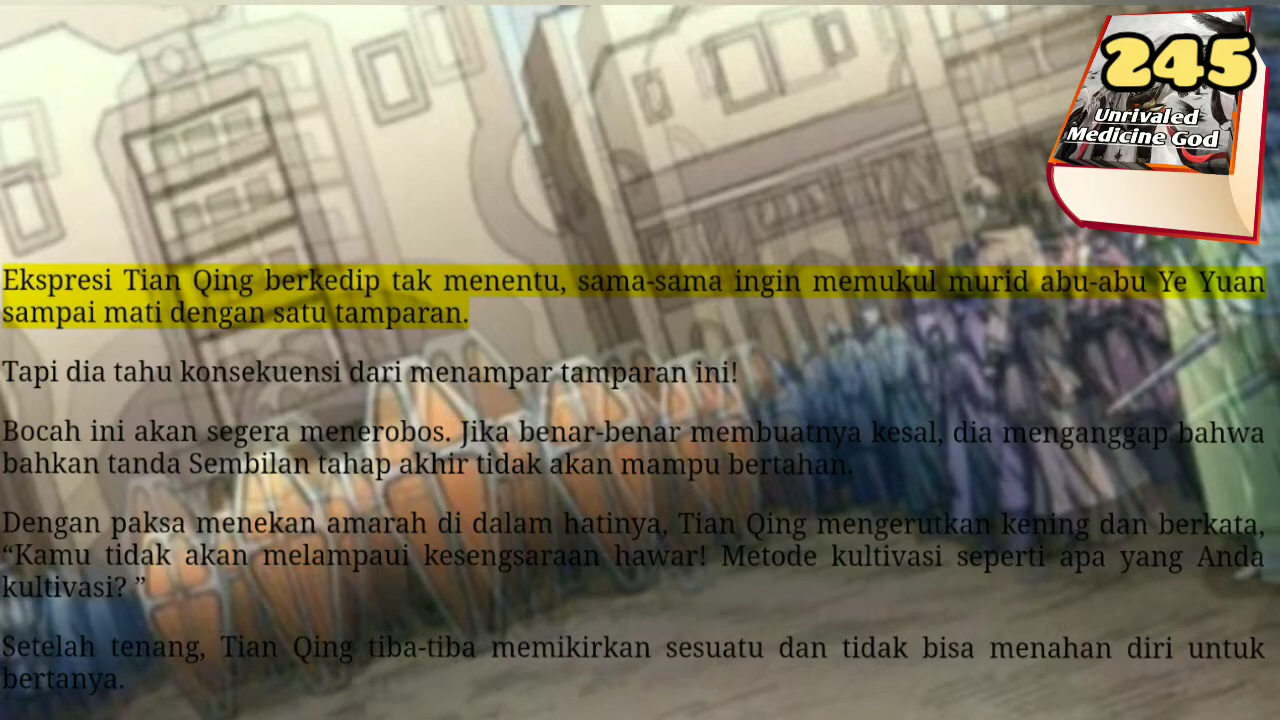 245
Unrivaled
Medicine God
Ekspresi Tian Qing berkedip tak menentu, sama-sama ingin memukul murid abu-abu Ye Yuan
sampai mati dengan satu tamparan.
Tapi dia tahu konsekuensi dari menampar tamparan ini!
Bocah ini akan segera menerobos. Jika benar-benar membuatnya kesal, dia menganggap bahwa
bahkan tanda Sembilan tahap akhir tidak akan mampu bertahan.
Dengan paksa menekan amarah di dalam hatinya, Tian Qing mengerutkan kening dan berkata,
“Kamu tidak akan melampaui kesengsaraan hawar! Metode kultivasi seperti apa yang Anda
kultivasi? ”
Setelah tenang, Tian Qing tiba-tiba memikirkan sesuatu dan tidak bisa menahan diri untuk
bertanya.